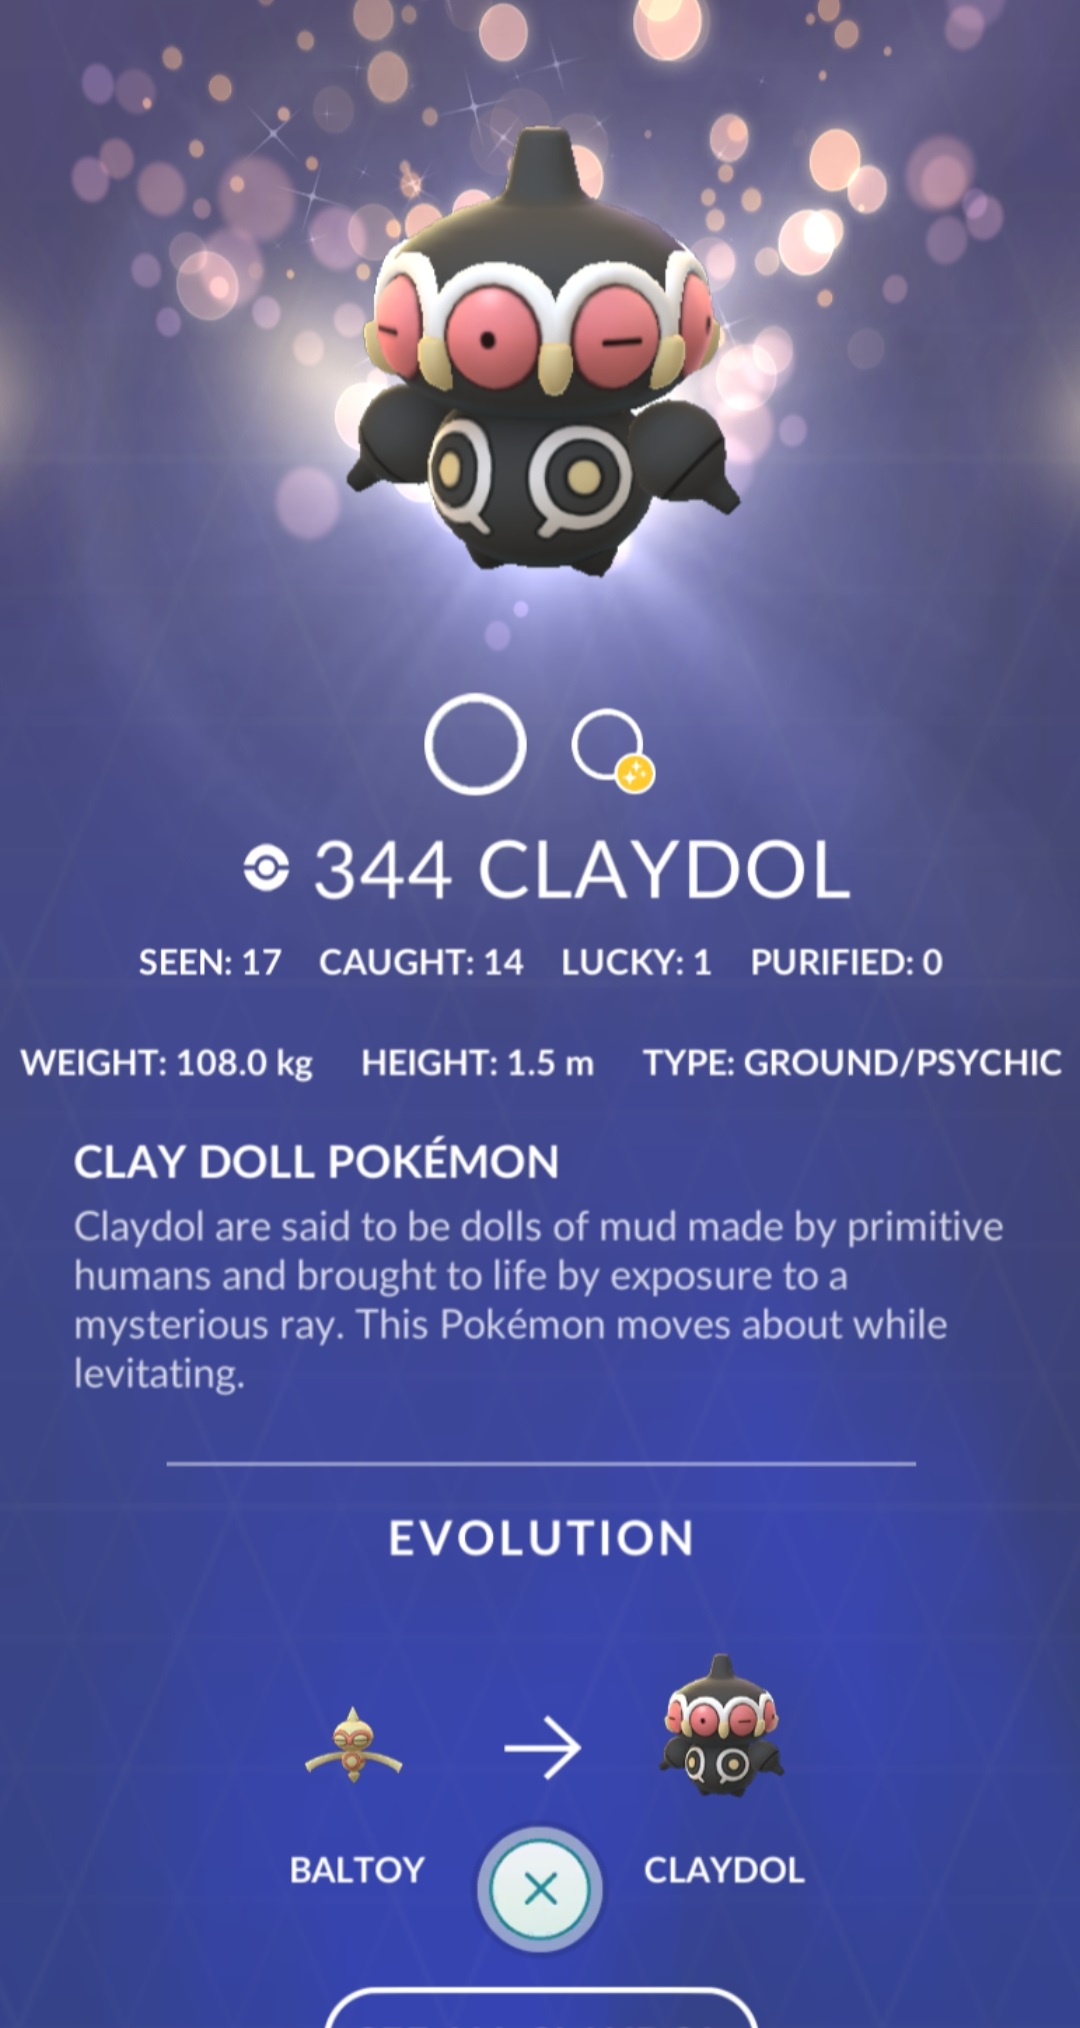 344 CLAYDOL
SEEN: 17 CAUGHT: 14 LUCKY: 1 PURIFIED: 0
WEIGHT: 108.0 kg HEIGHT: 1.5 m TYPE: GROUND/PSYCHIC
CLAY DOLL POKÉMON
Claydol are said to be dolls of mud made by primitive
humans and brought to life by exposure to a
mysterious ray. This Pokémon moves about while
levitating.
EVOLUTION
BALTOY CLAYDOL